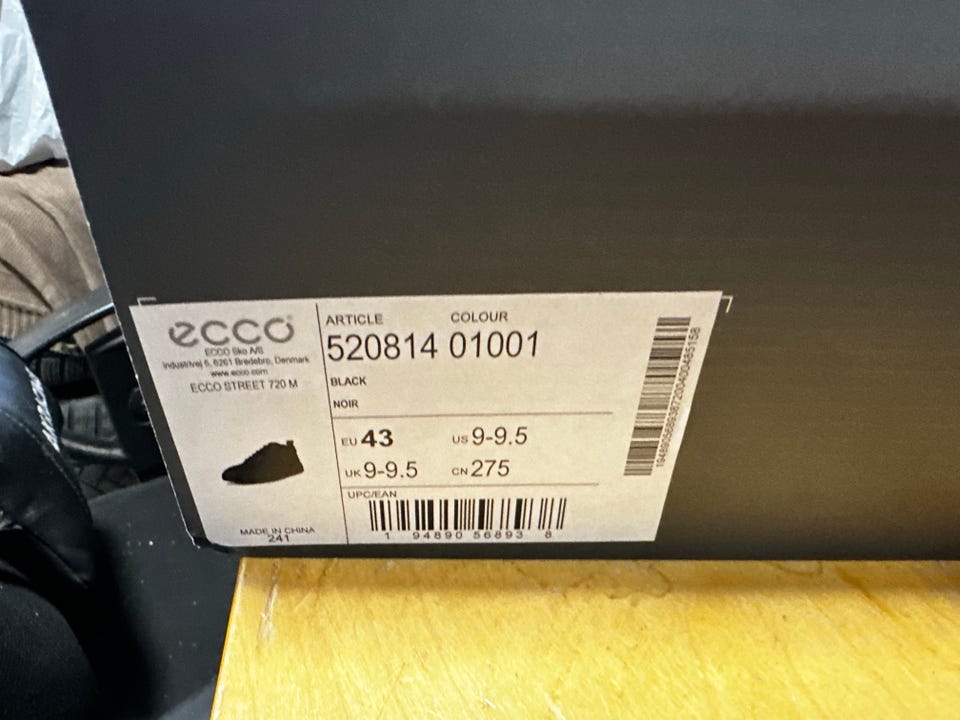 ecco
ECCO Sko A/S
Industrivej 5, 6261 Bredebro, Denmark
www.ecco.com
ECCO STREET 720 M
MADE IN CHINA
241
ARTICLE COLOUR
520814 01001
BLACK
NOIR
EU 43 US 9-9.5
UK 9-9.5 CN 275
UPC/EAN
1 94890 56893 8